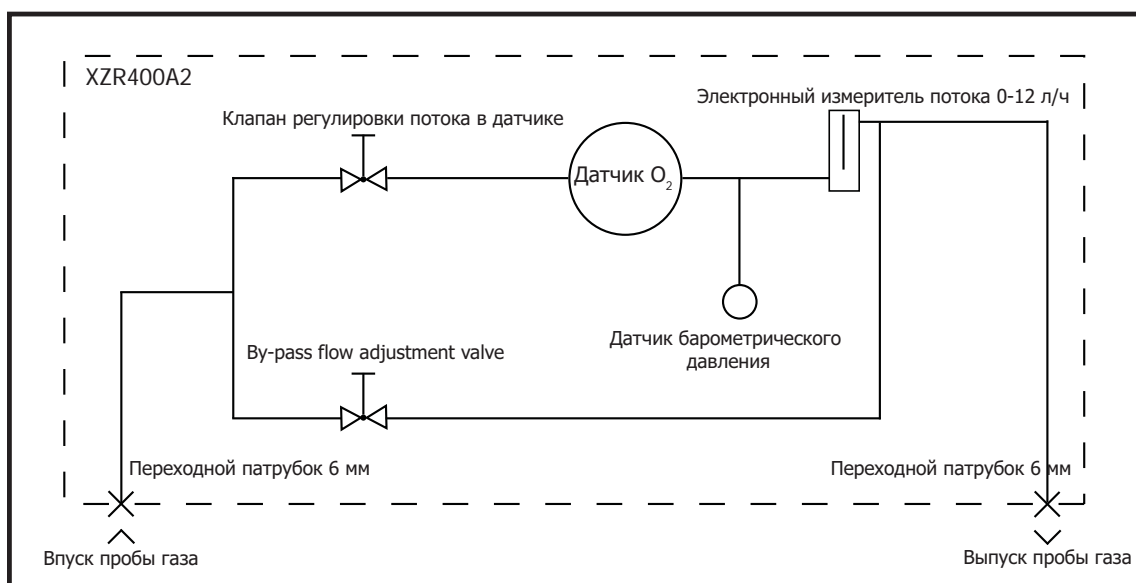 XZR400A2
Электронный измеритель потока 0-12 л/ч
Клапан регулировки потока в датчике
Датчик O₂
Датчик барометрического
давления
By-pass flow adjustment valve
Переходной патрубок 6 мм
Переходной патрубок 6 мм
Впуск пробы газа
Выпуск пробы газа